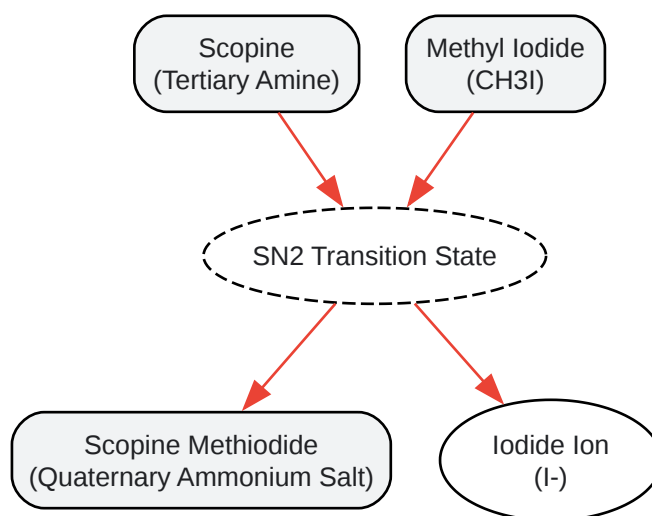 Scopine
(Tertiary Amine)
Methyl Iodide
(CH3I)
SN2 Transition State
Scopine Methiodide
(Quaternary Ammonium Salt)
Iodide Ion
(I-)